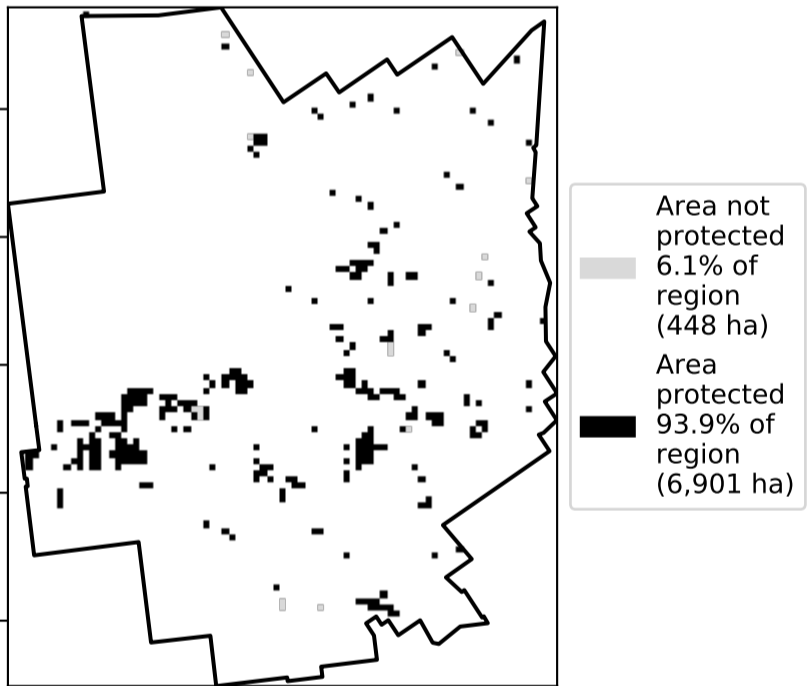 Area not
protected
6.1% of
region
(448 ha)
Area
protected
93.9% of
region
(6,901 ha)